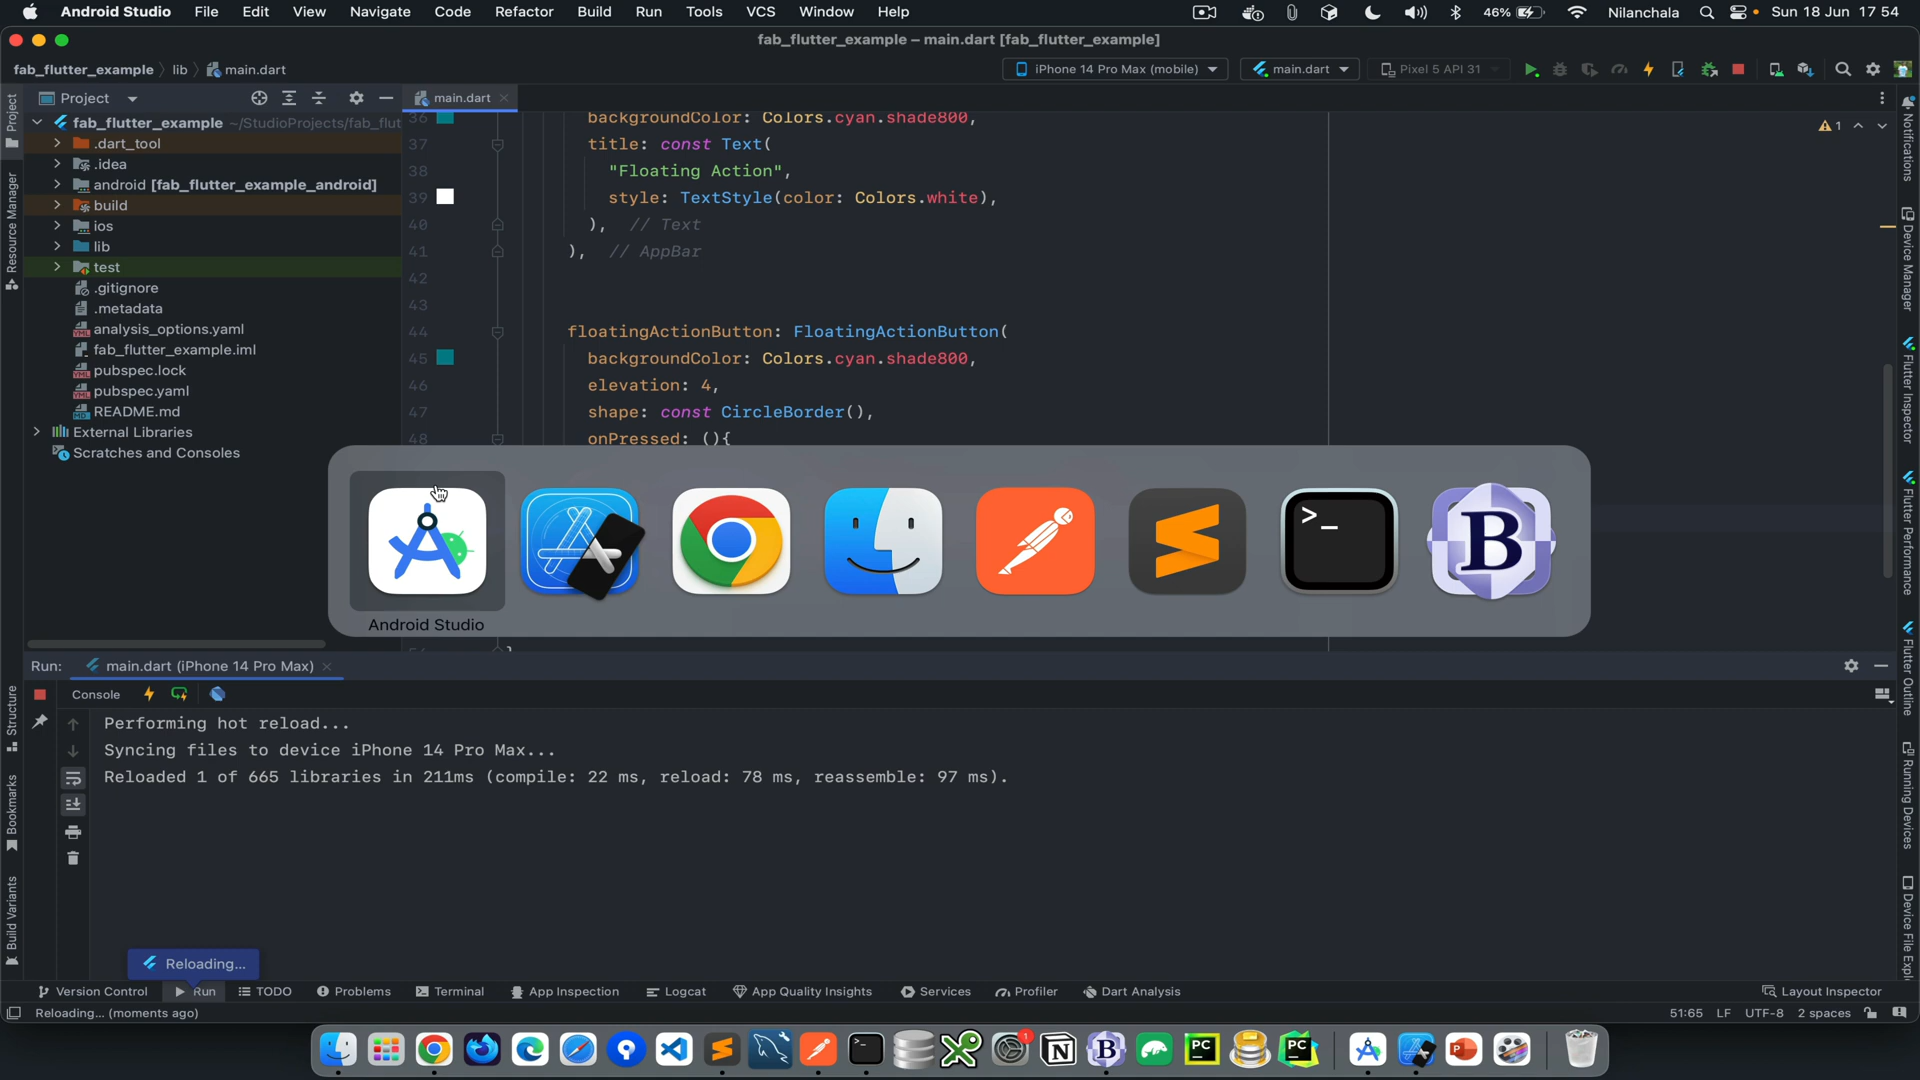 Android Studio File Edit View Navigate Code Refactor Build Run Tools VCS Window Help 46% Nilanchala Sun 18 Jun 17 54
fab_flutter_example – main.dart [fab_flutter_example]
fab_flutter_example lib main.dart iPhone 14 Pro Max (mobile) main.dart Pixel 5 API 31
Project
main.dart
fab_flutter_example ~/StudioProjects/fab_flut
.dart_tool
.idea
android [fab_flutter_example_android]
build
ios
lib
test
.gitignore
.metadata
analysis_options.yaml
fab_flutter_example.iml
pubspec.lock
pubspec.yaml
README.md
External Libraries
Scratches and Consoles
36 backgroundColor: Colors.cyan.shade800,
37 title: const Text(
38 "Floating Action",
39 style: TextStyle(color: Colors.white),
40 ), // Text
41 ), // AppBar
42
43
44 floatingActionButton: FloatingActionButton(
45 backgroundColor: Colors.cyan.shade800,
46 elevation: 4,
47 shape: const CircleBorder(),
48 onPressed: (){
1
Android Studio
>_
B
Run: main.dart (iPhone 14 Pro Max)
Console
Performing hot reload...
Syncing files to device iPhone 14 Pro Max...
Reloaded 1 of 665 libraries in 211ms (compile: 22 ms, reload: 78 ms, reassemble: 97 ms).
Reloading...
Version Control Run TODO Problems Terminal App Inspection Logcat App Quality Insights Services Profiler Dart Analysis Layout Inspector
Reloading... (moments ago) 51:65 LF UTF-8 2 spaces
Project
Resource Manager
Structure
Bookmarks
Build Variants
Notifications
Device Manager
Flutter Inspector
Flutter Performance
Flutter Outline
Running Devices
Device File Expl